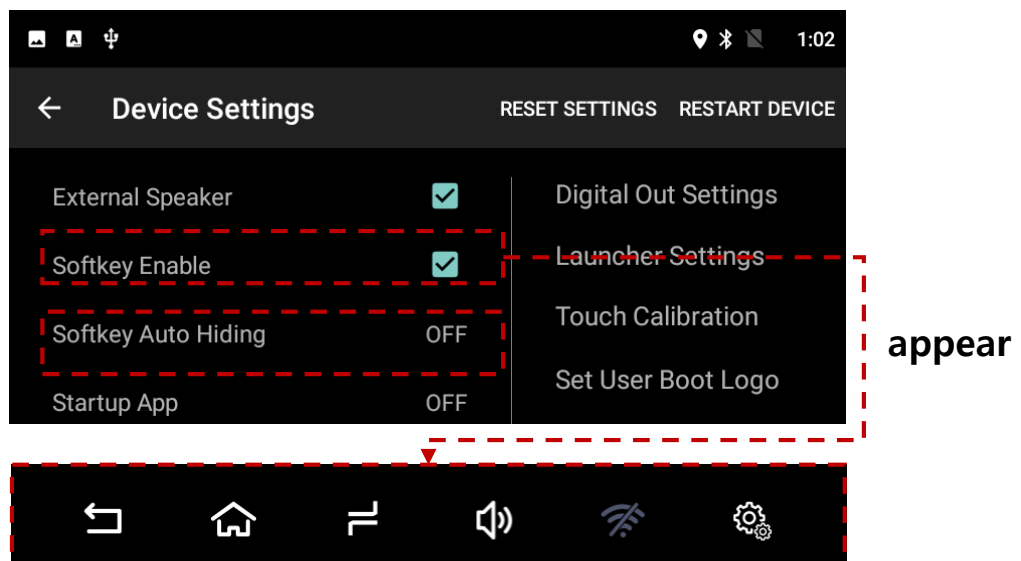 1:02
Device Settings RESET SETTINGS RESTART DEVICE
External Speaker
Softkey Enable
Softkey Auto Hiding OFF
Startup App OFF
Digital Out Settings
Launcher Settings
Touch Calibration
Set User Boot Logo
appear